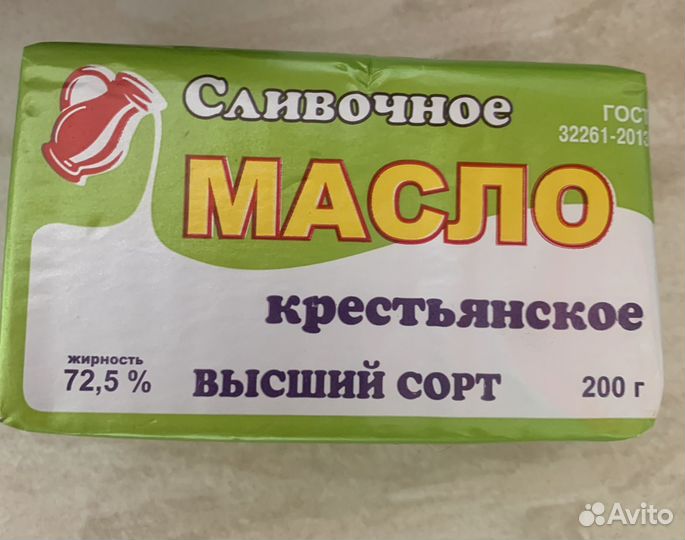 Сливочное
ГОСТ
32261-2013
МАСЛО
крестьянское
жирность
72,5 %
ВЫСШИЙ СОРТ
200 г
Avito